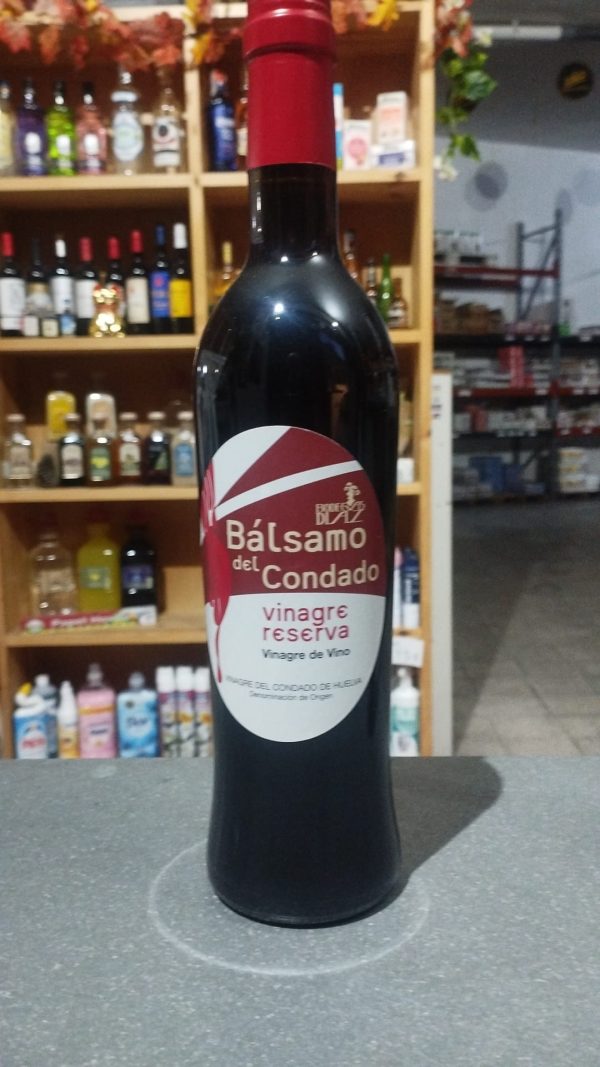 BODEGAS
DIAZ
Bálsamo
del Condado
vinagre
reserva
Vinagre de Vino
VINAGRE DEL CONDADO DE HUELVA
Denominación de Origen